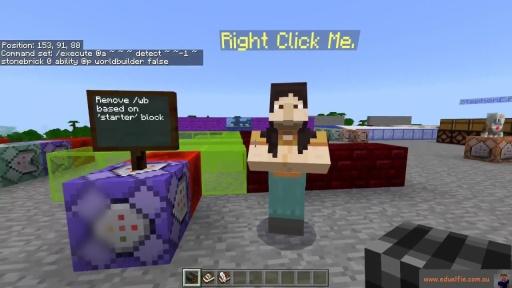 Right Click Me.
Position: 153, 91, 88
Command set: /execute @a ~ ~ ~ detect ~ ~-1 ~
stonebrick 0 ability @p worldbuilder false
Remove /wb
based on
'starter' block
www.eduelfie.com.au